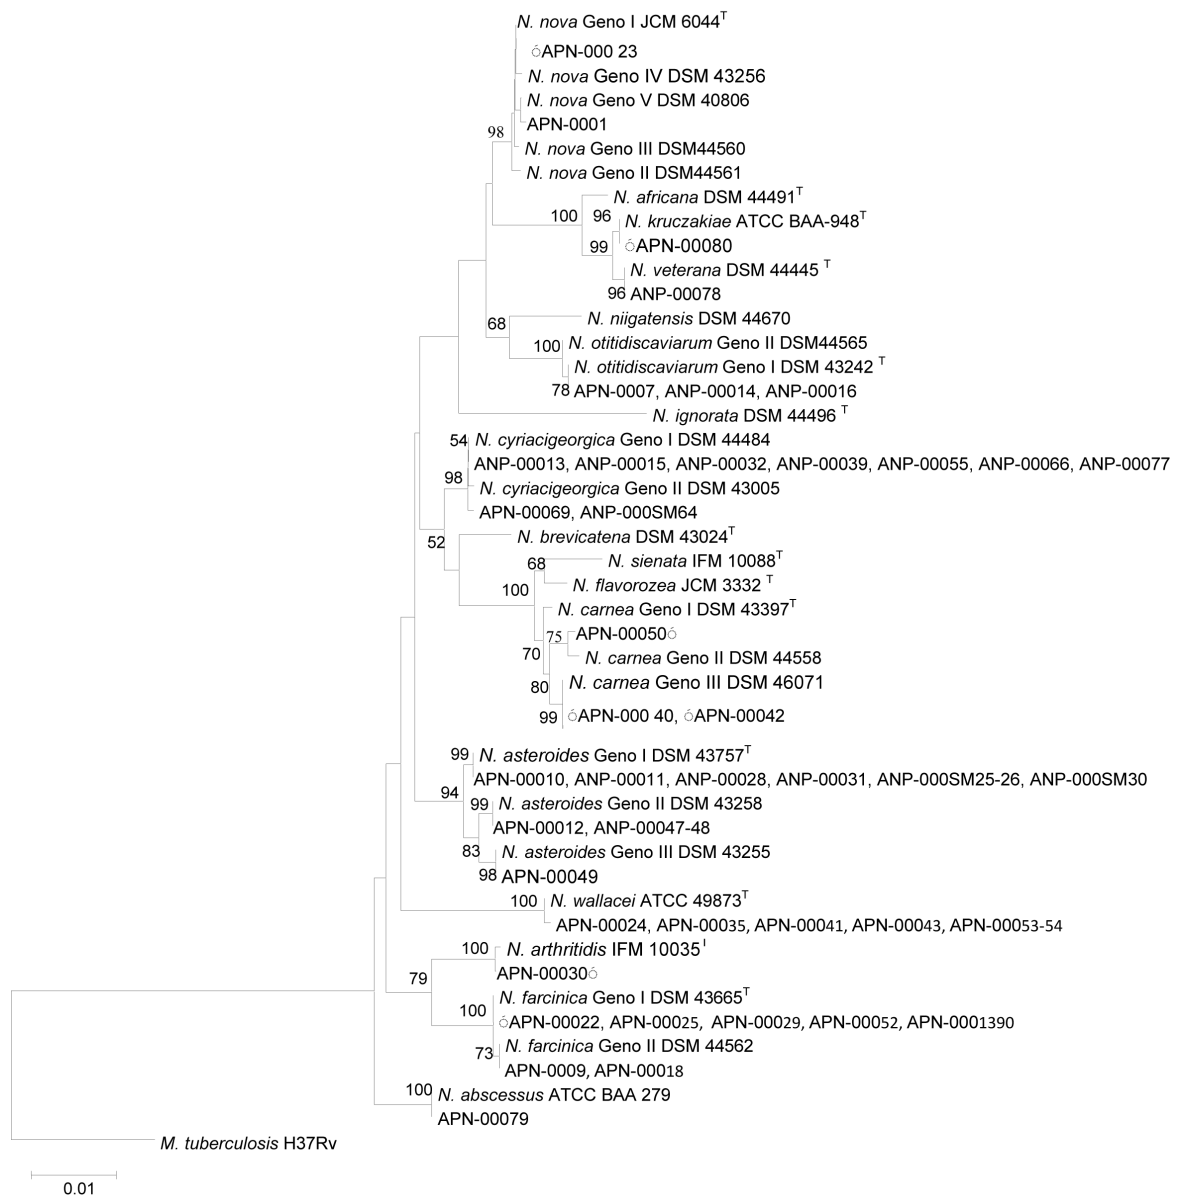 N. nova Geno I JCM 6044T
ó̊APN-000 23
N. nova Geno IV DSM 43256
N. nova Geno V DSM 40806
APN-0001
98
N. nova Geno III DSM44560
N. nova Geno II DSM44561
N. africana DSM 44491T
100 96 N. kruczakiae ATCC BAA-948T
99 ́◌APN-00080
N. veterana DSM 44445 T
96 ANP-00078
68 N. niigatensis DSM 44670
100 N. otitidiscaviarum Geno II DSM44565
N. otitidiscaviarum Geno I DSM 43242 T
78 APN-0007, ANP-00014, ANP-00016
N. ignorata DSM 44496 T
54 N. cyriacigeorgica Geno I DSM 44484
ANP-00013, ANP-00015, ANP-00032, ANP-00039, ANP-00055, ANP-00066, ANP-00077
98 N. cyriacigeorgica Geno II DSM 43005
APN-00069, ANP-000SM64
52 N. brevicatena DSM 43024T
68 N. sienata IFM 10088T
100 N. flavorozea JCM 3332 T
N. carnea Geno I DSM 43397T
75 APN-00050◌́
70 N. carnea Geno II DSM 44558
80 N. carnea Geno III DSM 46071
99 ◌́APN-000 40, ◌́APN-00042
99 N. asteroides Geno I DSM 43757T
APN-00010, ANP-00011, ANP-00028, ANP-00031, ANP-000SM25-26, ANP-000SM30
94 99 N. asteroides Geno II DSM 43258
APN-00012, ANP-00047-48
83 N. asteroides Geno III DSM 43255
98 APN-00049
100 N. wallacei ATCC 49873T
APN-00024, APN-00035, APN-00041, APN-00043, APN-00053-54
100 N. arthritidis IFM 10035I
79 APN-00030◌́
N. farcinica Geno I DSM 43665T
100 ◌́APN-00022, APN-00025, APN-00029, APN-00052, APN-0001390
73 N. farcinica Geno II DSM 44562
APN-0009, APN-00018
100 N. abscessus ATCC BAA 279
APN-00079
M. tuberculosis H37Rv
0.01